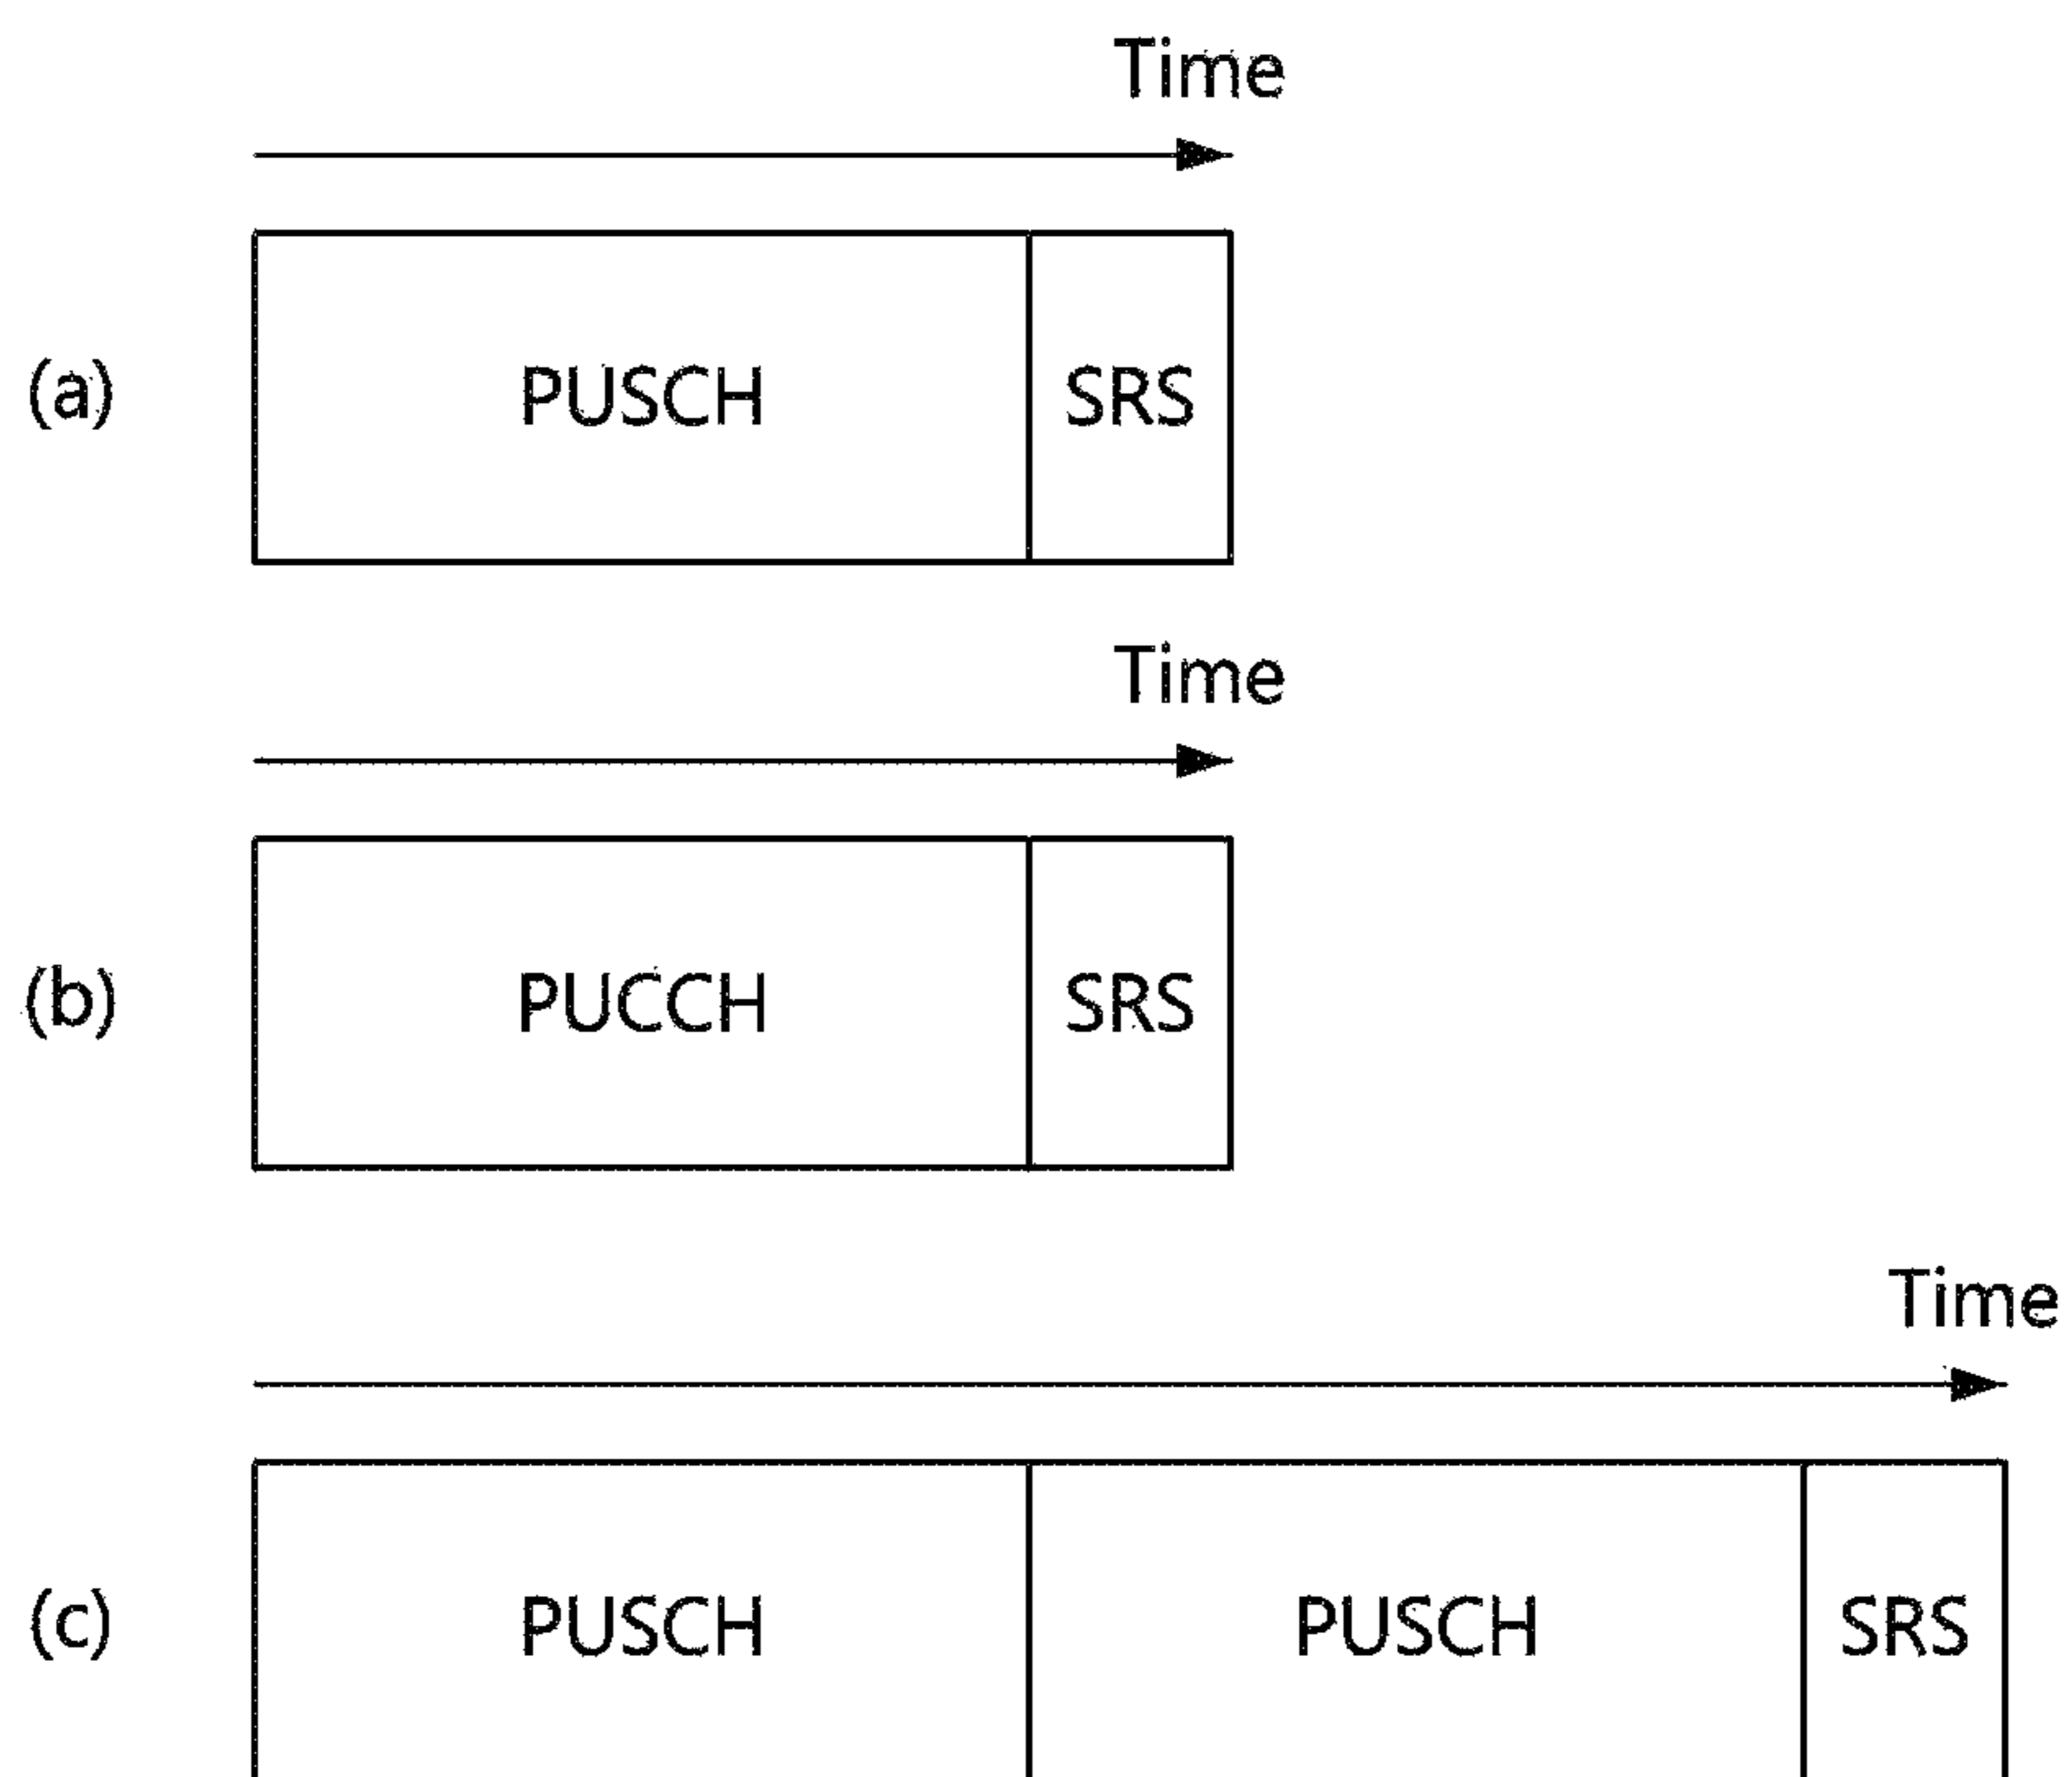 Time
(a) PUSCH SRS
Time
(b) PUCCH SRS
Time
(c) PUSCH PUSCH SRS